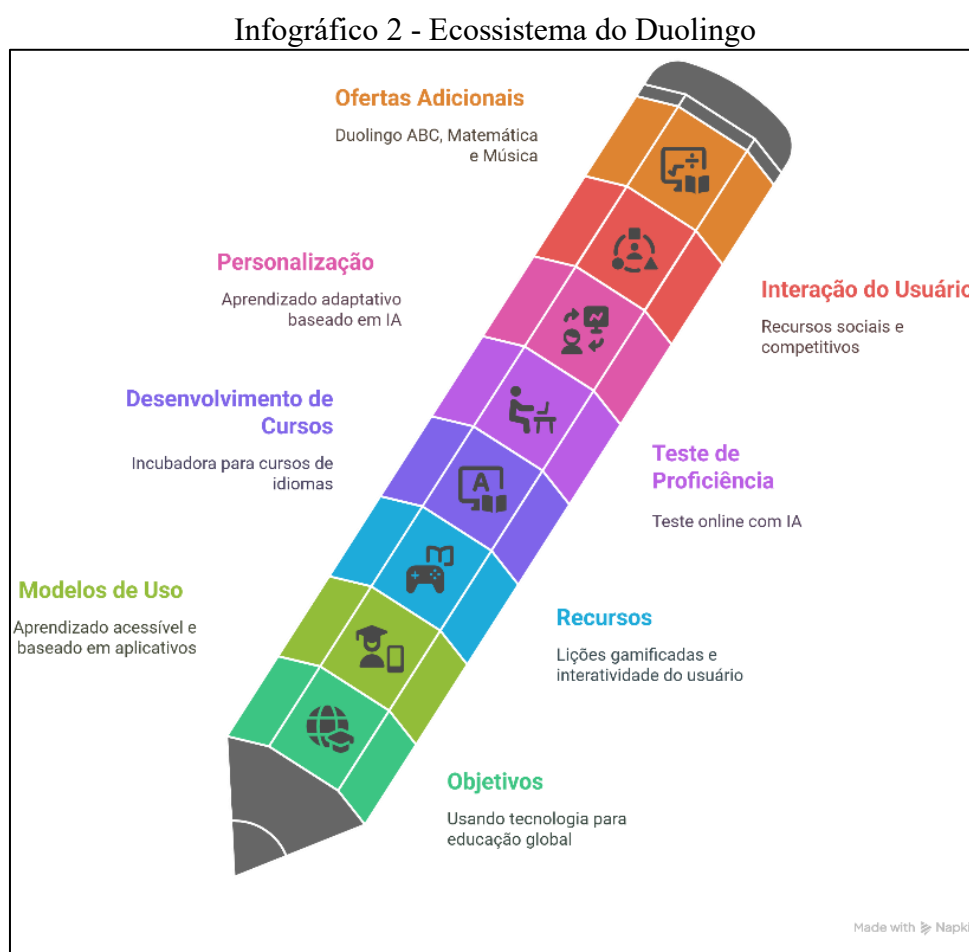 Infográfico 2 - Ecossistema do Duolingo
Ofertas Adicionais
Duolingo ABC, Matemática
e Música
Personalização
Aprendizado adaptativo
baseado em IA
Interação do Usuário
Recursos sociais e
competitivos
Desenvolvimento de
Cursos
Incubadora para cursos de
idiomas
Teste de
Proficiência
Teste online com IA
Modelos de Uso
Aprendizado acessível e
baseado em aplicativos
Recursos
Lições gamificadas e
interatividade do usuário
Objetivos
Usando tecnologia para
educação global
A
Made with Napki